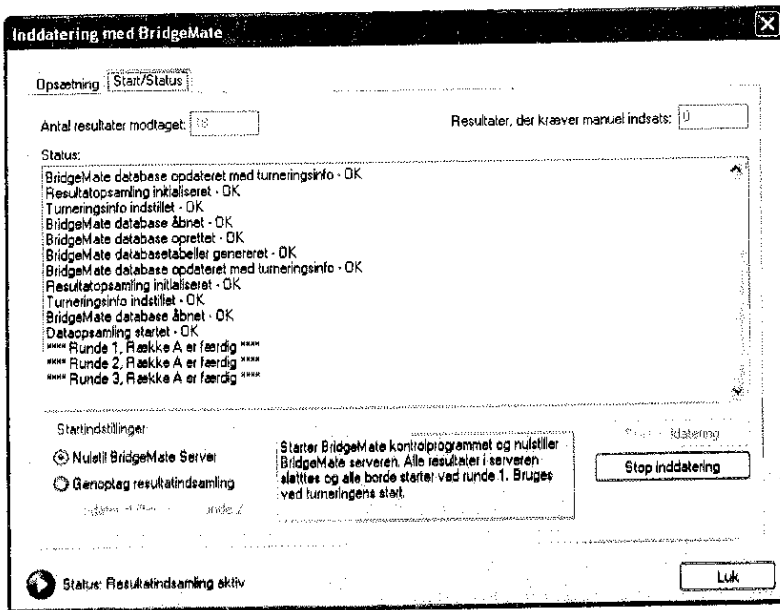 Inddatering med BridgeMate
Opsætning Start/Status
Antal resultater modtaget: 18 Resultater, der kræver manuel indsats: 0
Status:
BridgeMate database opdateret med turneringsinfo - OK
Resultatopsamling initialiseret - OK
Turneringsinfo indstillet - OK
BridgeMate database åbnet - OK
BridgeMate database oprettet - OK
BridgeMate databasetabeller genereret - OK
BridgeMate database opdateret med turneringsinfo - OK
Resultatopsamling initialiseret - OK
Turneringsinfo indstillet - OK
BridgeMate database åbnet - OK
Dataopsamling startet - OK
**** Runde 1, Række A er færdig ****
**** Runde 2, Række A er færdig ****
**** Runde 3, Række A er færdig ****
Startindstillinger
Nulstil BridgeMate Server
Genoptag resultatindsamling
Starter BridgeMate kontrolprogrammet og nulstiller
BridgeMate serveren. Alle resultater i serveren
slettes og alle borde starter ved runde 1. Bruges
ved turneringens start.
Stop inddatering
Status: Resultatindsamling aktiv
Luk